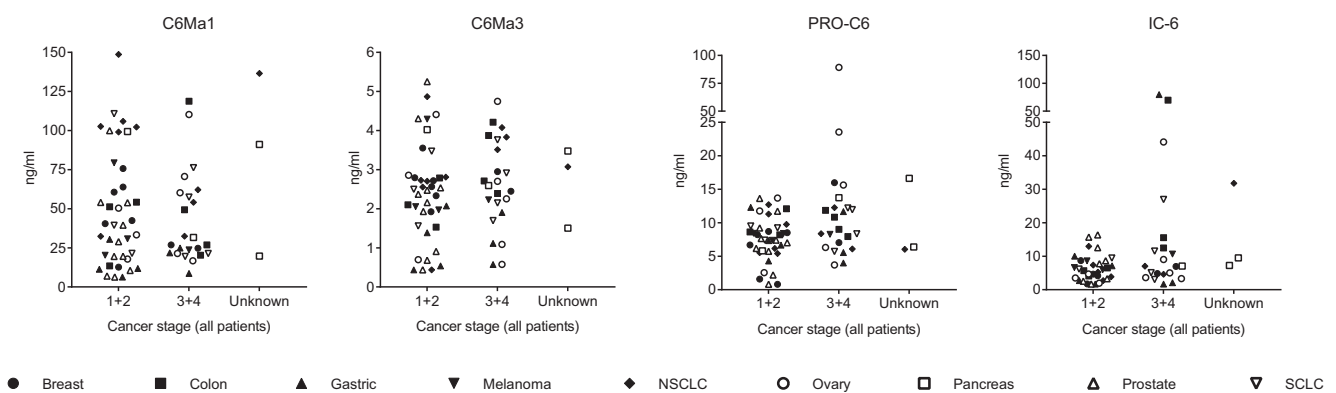 C6Ma1 C6Ma3 PRO-C6 IC-6
ng/ml 150 125 100 75 50 25 0
1+2 3+4 Unknown
Cancer stage (all patients)
ng/ml 6 5 4 3 2 1 0
1+2 3+4 Unknown
Cancer stage (all patients)
ng/ml 100 75 50 25 20 15 10 5 0
1+2 3+4 Unknown
Cancer stage (all patients)
ng/ml 150 100 50 50 40 30 20 10 0
1+2 3+4 Unknown
Cancer stage (all patients)
Breast Colon Gastric Melanoma NSCLC Ovary Pancreas Prostate SCLC